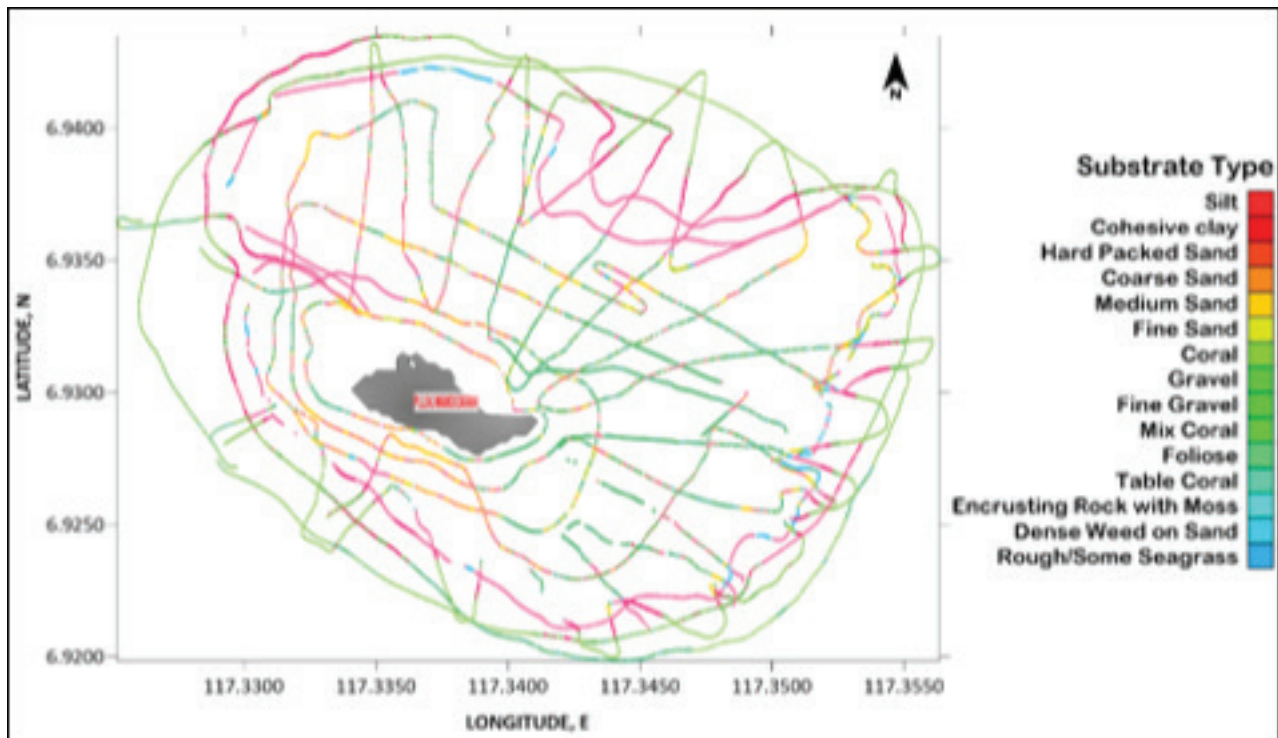 N
6.9400
6.9350
6.9300
6.9250
6.9200
LATITUDE, N
117.3300 117.3350 117.3400 117.3450 117.3500 117.3550
LONGITUDE, E
Substrate Type
Silt
Cohesive clay
Hard Packed Sand
Coarse Sand
Medium Sand
Fine Sand
Coral
Gravel
Fine Gravel
Mix Coral
Foliose
Table Coral
Encrusting Rock with Moss
Dense Weed on Sand
Rough/Some Seagrass